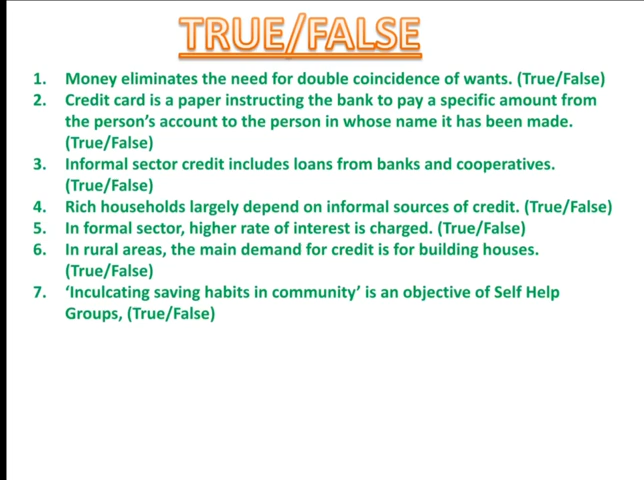 TRUE/FALSE
1. Money eliminates the need for double coincidence of wants. (True/False)
2. Credit card is a paper instructing the bank to pay a specific amount from
the person's account to the person in whose name it has been made.
(True/False)
3. Informal sector credit includes loans from banks and cooperatives.
(True/False)
4. Rich households largely depend on informal sources of credit. (True/False)
5. In formal sector, higher rate of interest is charged. (True/False)
6. In rural areas, the main demand for credit is for building houses.
(True/False)
7. ‘Inculcating saving habits in community’ is an objective of Self Help
Groups, (True/False)